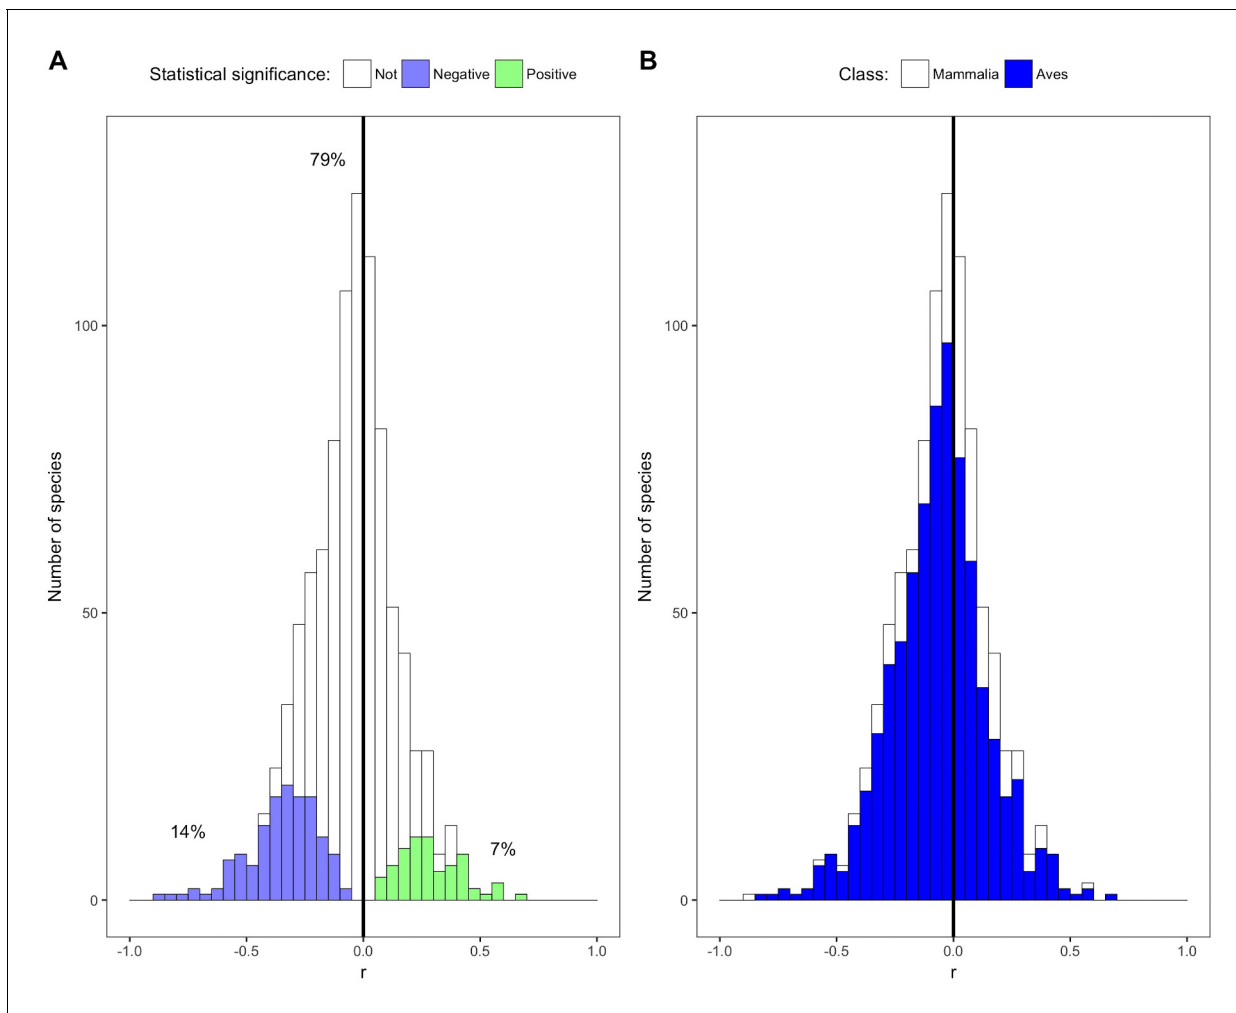 A
Statistical significance: Not Negative Positive
79%
14%
7%
Number of species
100
50
0
-1.0 -0.5 0.0 0.5 1.0
r
B
Class: Mammalia Aves
Number of species
100
50
0
-1.0 -0.5 0.0 0.5 1.0
r